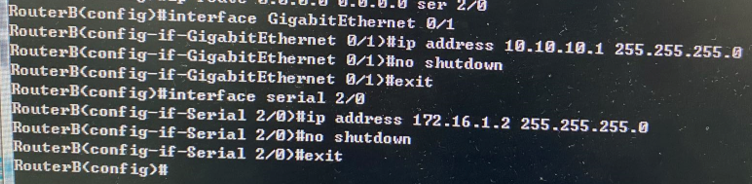 route 0.0.0.0 0.0.0.0 ser 2/0
RouterB(config)#interface GigabitEthernet 0/1
RouterB(config-if-GigabitEthernet 0/1)#ip address 10.10.10.1 255.255.255.0
RouterB(config-if-GigabitEthernet 0/1)#no shutdown
RouterB(config-if-GigabitEthernet 0/1)#exit
RouterB(config)#interface serial 2/0
RouterB(config-if-Serial 2/0)#ip address 172.16.1.2 255.255.255.0
RouterB(config-if-Serial 2/0)#no shutdown
RouterB(config-if-Serial 2/0)#exit
RouterB(config)#